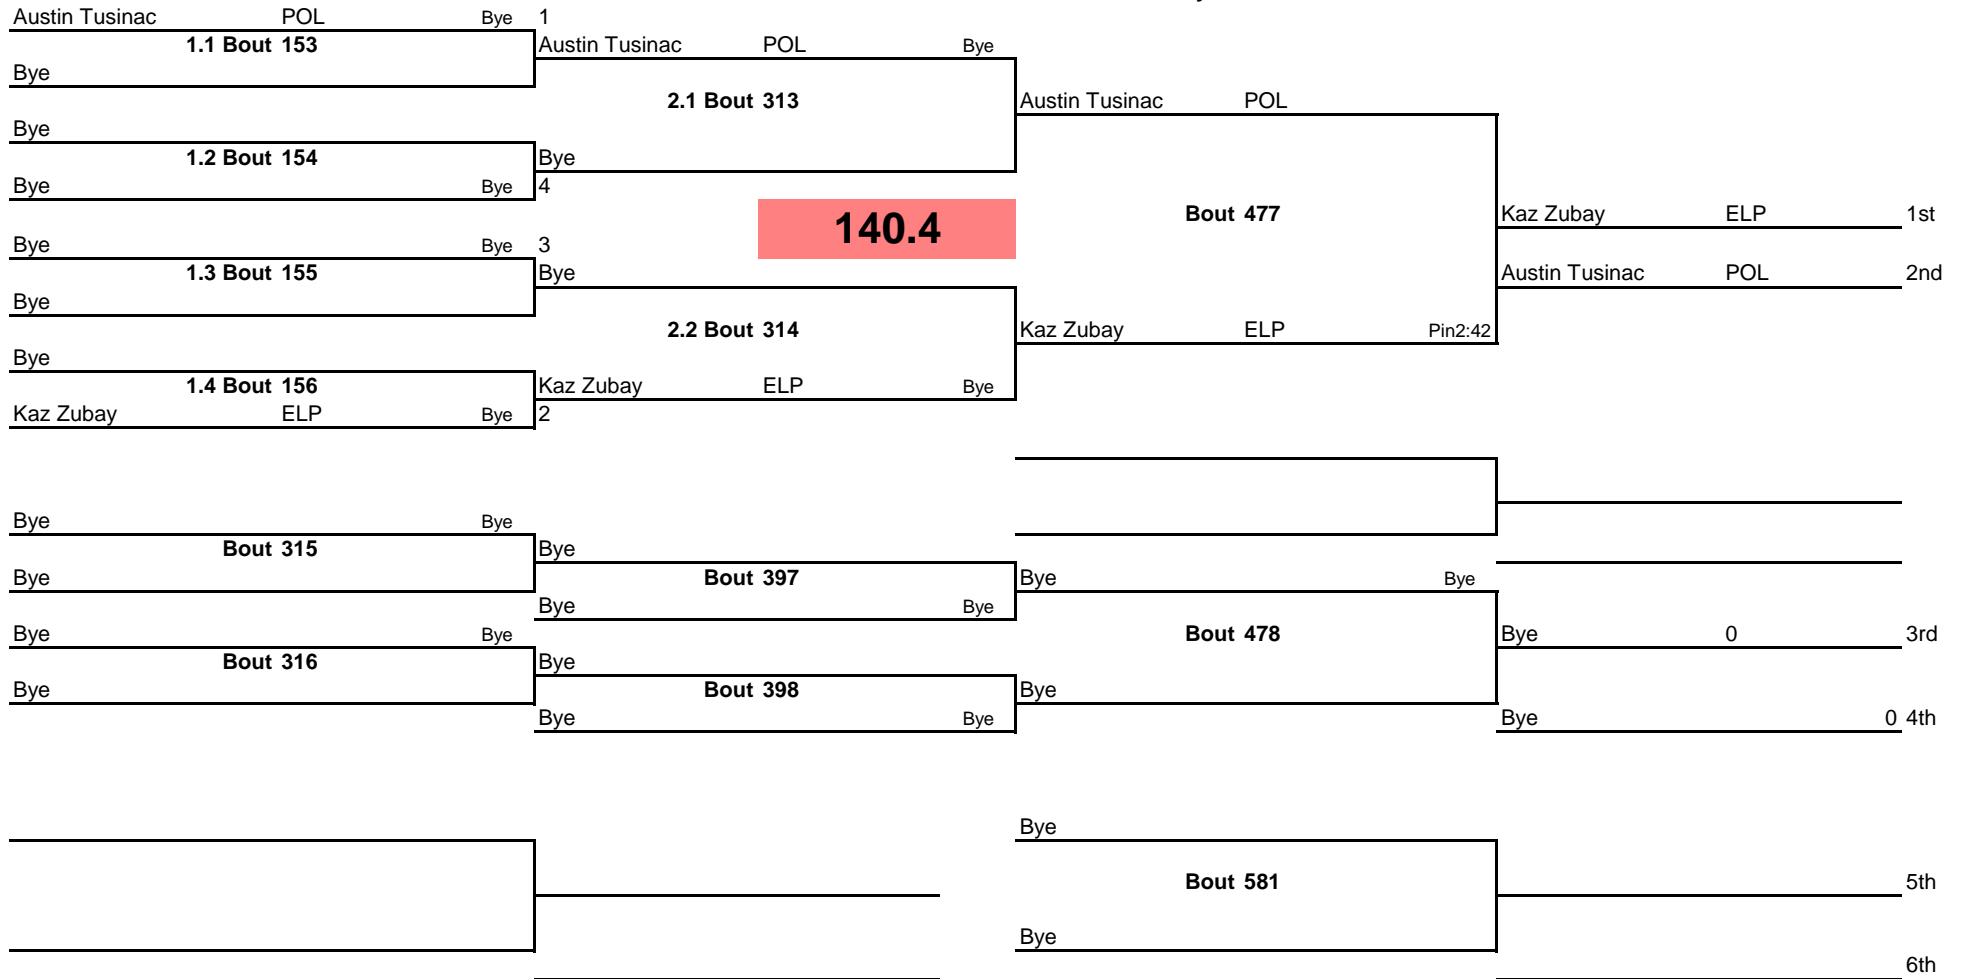 Austin Tusinac POL Bye 1
1.1 Bout 153 Austin Tusinac POL Bye
Bye
2.1 Bout 313 Austin Tusinac POL
Bye
1.2 Bout 154 Bye
Bye Bye 4
140.4 Bout 477 Kaz Zubay ELP 1st
Bye Bye 3
1.3 Bout 155 Bye Austin Tusinac POL 2nd
Bye
2.2 Bout 314 Kaz Zubay ELP Pin2:42
Bye
1.4 Bout 156 Kaz Zubay ELP Bye
Kaz Zubay ELP Bye 2
Bye Bye
Bout 315 Bye
Bye Bout 397 Bye Bye
Bye Bye
Bye Bye Bout 478 Bye 0 3rd
Bout 316 Bye
Bye Bout 398 Bye
Bye Bye Bye 0 4th
Bye
Bout 581 5th
Bye
6th